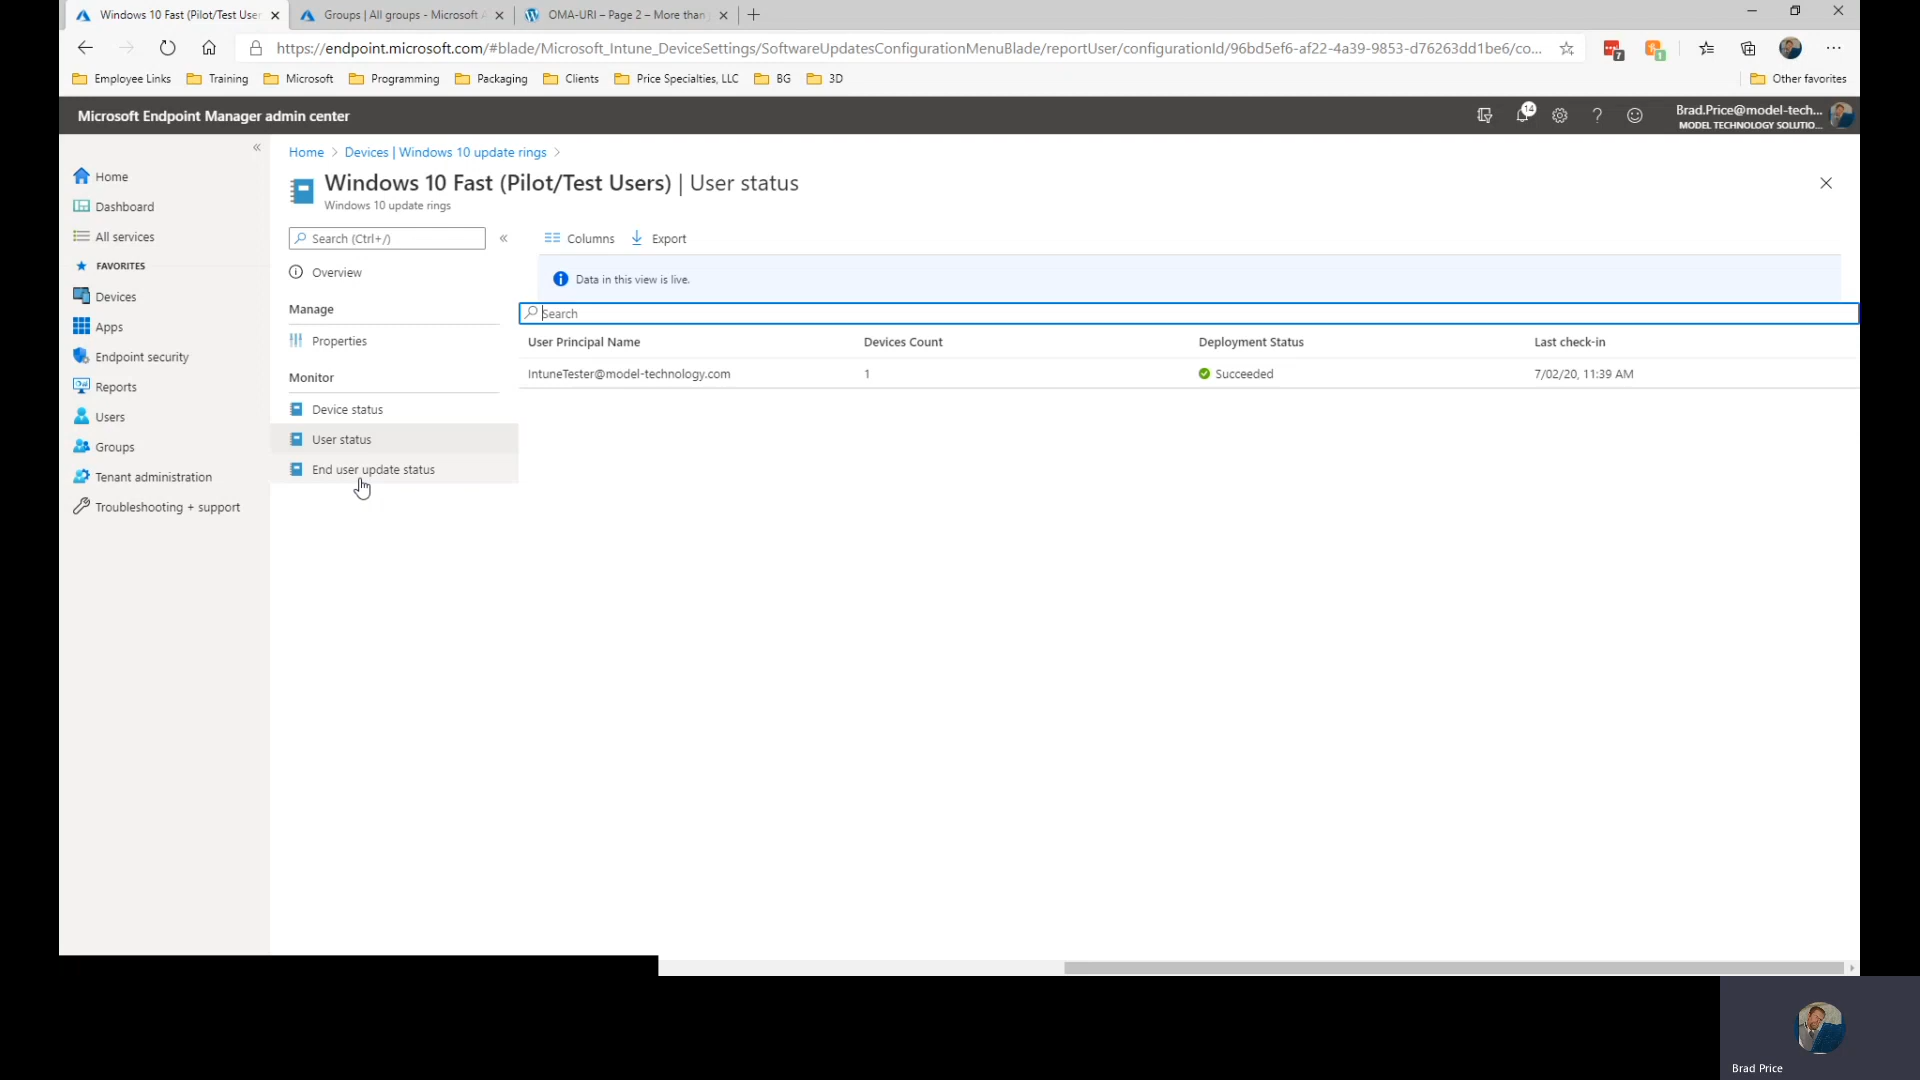 Windows 10 Fast (Pilot/Test User
Groups | All groups - Microsoft
OMA-URI – Page 2 – More than
https://endpoint.microsoft.com/#blade/Microsoft_Intune_DeviceSettings/SoftwareUpdatesConfigurationMenuBlade/reportUser/configurationId/96bd5ef6-af22-4a39-9853-d76263dd1be6/co...
7
1
Employee Links
Training
Microsoft
Programming
Packaging
Clients
Price Specialties, LLC
BG
3D
Other favorites
Microsoft Endpoint Manager admin center
14
Brad.Price@model-tech...
MODEL TECHNOLOGY SOLUTIO...
Home
Dashboard
All services
FAVORITES
Devices
Apps
Endpoint security
Reports
Users
Groups
Tenant administration
Troubleshooting + support
Home > Devices | Windows 10 update rings >
Windows 10 Fast (Pilot/Test Users) | User status
Windows 10 update rings
Search (Ctrl+/)
Overview
Manage
Properties
Monitor
Device status
User status
End user update status
Columns
Export
Data in this view is live.
Search
User Principal Name
Devices Count
Deployment Status
Last check-in
IntuneTester@model-technology.com
1
Succeeded
7/02/20, 11:39 AM
Brad Price